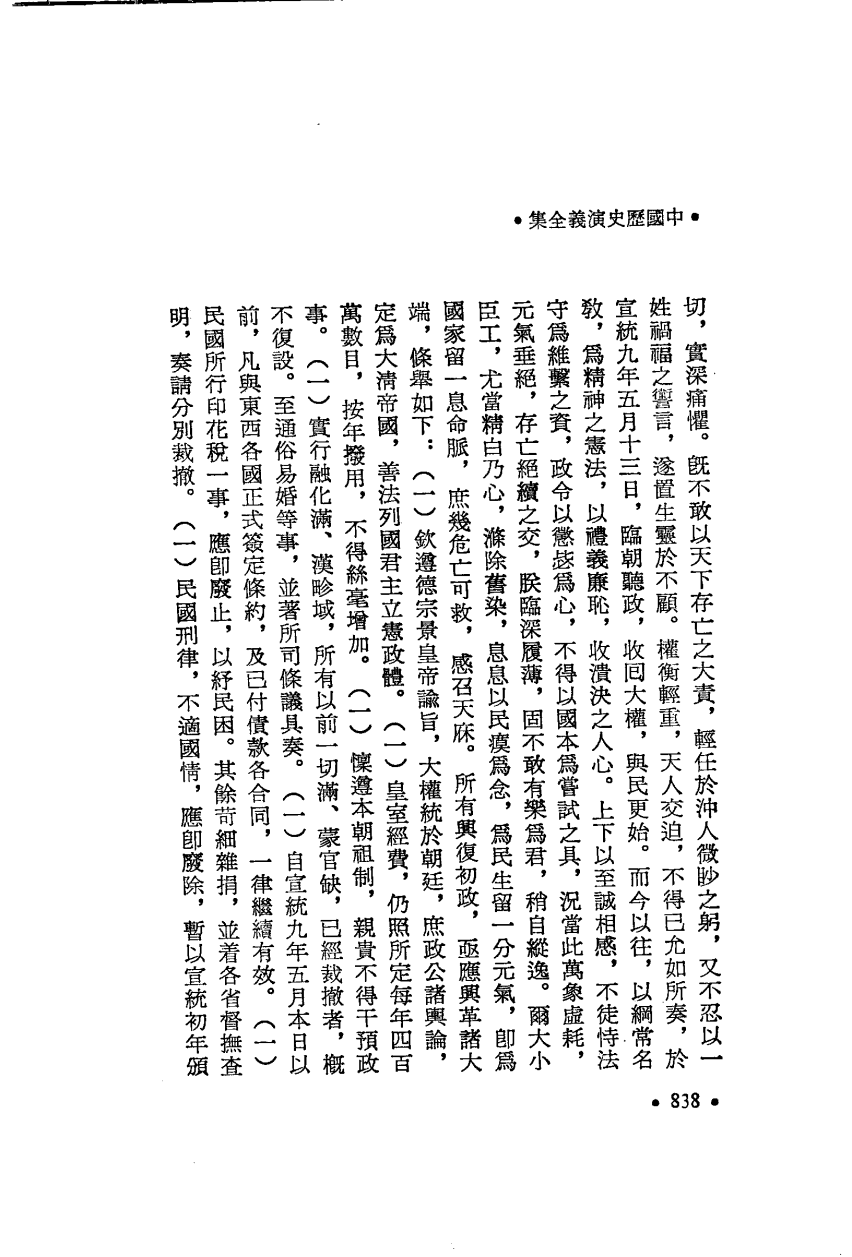 •中國歷史演義全集•
切，實深痛懼。既不敢以天下存亡之大責，輕任於沖人微眇之躬，又不忍以一
姓禍福之讆言，遂置生靈於不顧。權衡輕重，天人交迫，不得已允如所奏，於
宣統九年五月十三日，臨朝聽政，收回大權，與民更始。而今以往，以綱常名
敎，爲精神之憲法，以禮義廉恥，收潰決之人心。上下以至誠相感，不徒恃法
守爲維繫之資，政令以懲毖爲心，不得以國本爲嘗試之具，況當此萬象虛耗，
元氣垂絕，存亡絕續之交，朕臨深履薄，固不敢有樂爲君，稍自縱逸。爾大小
臣工，尤當精白乃心，滌除舊染，息息以民瘼爲念，爲民生留一分元氣，卽爲
國家留一息命脈，庶幾危亡可救，感召天庥。所有興復初政，亟應興革諸大
端，條舉如下：（一）欽遵德宗景皇帝諭旨，大權統於朝廷，庶政公諸輿論，
定爲大淸帝國，善法列國君主立憲政體。（一）皇室經費，仍照所定每年四百
萬數目，按年撥用，不得絲毫增加。（一）懍遵本朝祖制，親貴不得干預政
事。（一）實行融化滿、漢畛域，所有以前一切滿、蒙官缺，已經裁撤者，槪
不復設。至通俗易婚等事，並著所司條議具奏。（一）自宣統九年五月本日以
前，凡與東西各國正式簽定條約，及已付債款各合同，一律繼續有效。（一）
民國所行印花稅一事，應卽廢止，以紓民困。其餘苛細雜捐，並着各省督撫查
明，奏請分別裁撤。（一）民國刑律，不適國情，應卽廢除，暫以宣統初年頒
•838•